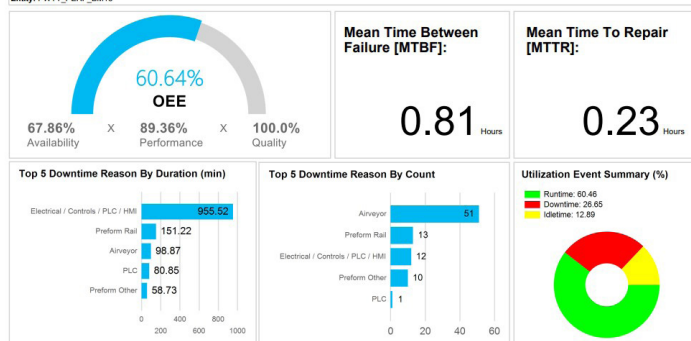 60.64%
OEE
67.86% X 89.36% X 100.0%
Availability Performance Quality
Mean Time Between
Failure [MTBF]:
0.81 Hours
Mean Time To Repair
[MTTR]:
0.23 Hours
Top 5 Downtime Reason By Duration (min)
Electrical / Controls / PLC / HMI 955.52
Preform Rail 151.22
Airveyor 98.87
PLC 80.85
Preform Other 58.73
0 400 800
200 600 1000
Top 5 Downtime Reason By Count
Airveyor 51
Preform Rail 13
Electrical / Controls / PLC / HMI 12
Preform Other 10
PLC 1
0 20 40 60
Utilization Event Summary (%)
Runtime: 60.46
Downtime: 26.65
Idletime: 12.89